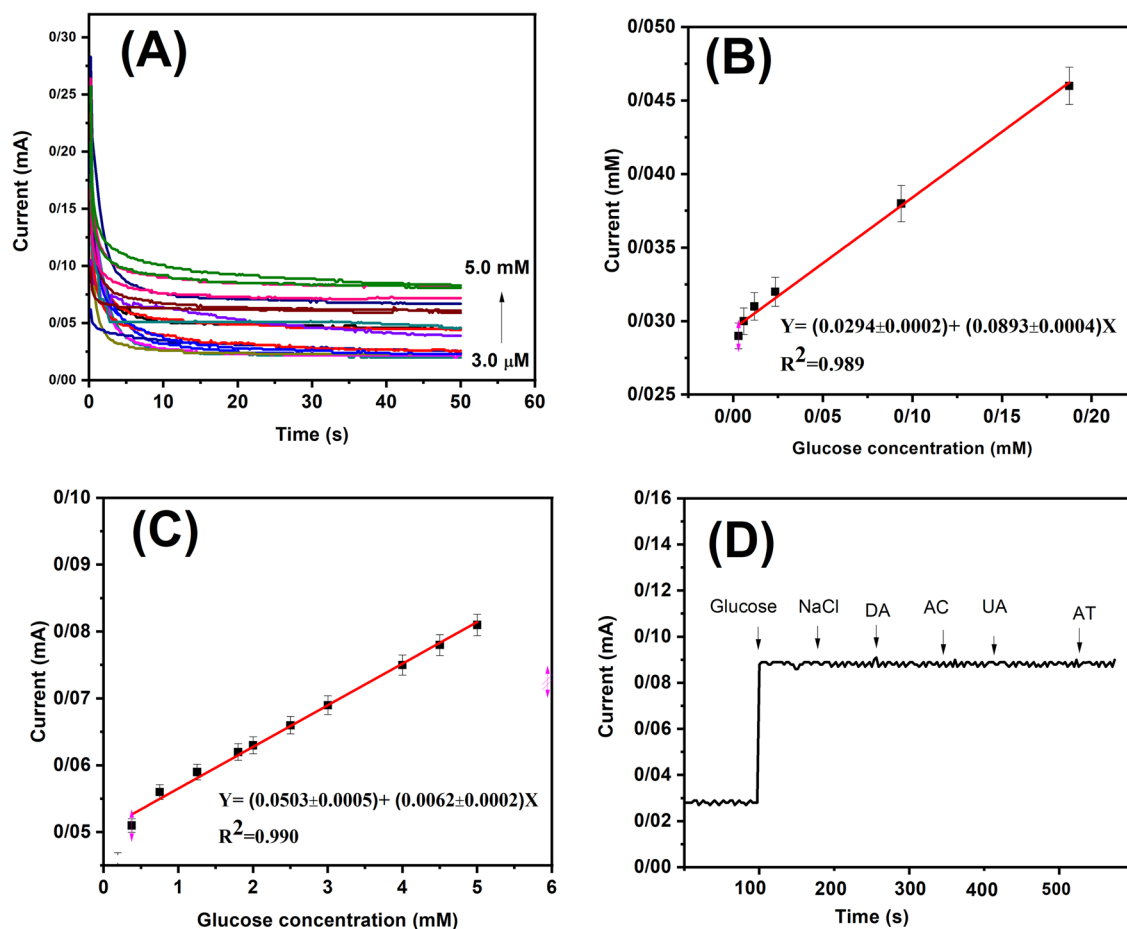 (A)
0/30
0/25
0/20
0/15
0/10
0/05
0/00
Current (mA)
5.0 mM
3.0 µM
0 10 20 30 40 50 60
Time (s)
(B)
0/050
0/045
0/040
0/035
0/030
0/025
Current (mM)
Y= (0.0294±0.0002)+ (0.0893±0.0004)X
R2=0.989
0/00 0/05 0/10 0/15 0/20
Glucose concentration (mM)
(C)
0/10
0/09
0/08
0/07
0/06
0/05
Current (mA)
Y= (0.0503±0.0005)+ (0.0062±0.0002)X
R2=0.990
0 1 2 3 4 5 6
Glucose concentration (mM)
(D)
0/16
0/14
0/12
0/10
0/08
0/06
0/04
0/02
0/00
Current (mA)
Glucose NaCl DA AC UA AT
100 200 300 400 500
Time (s)